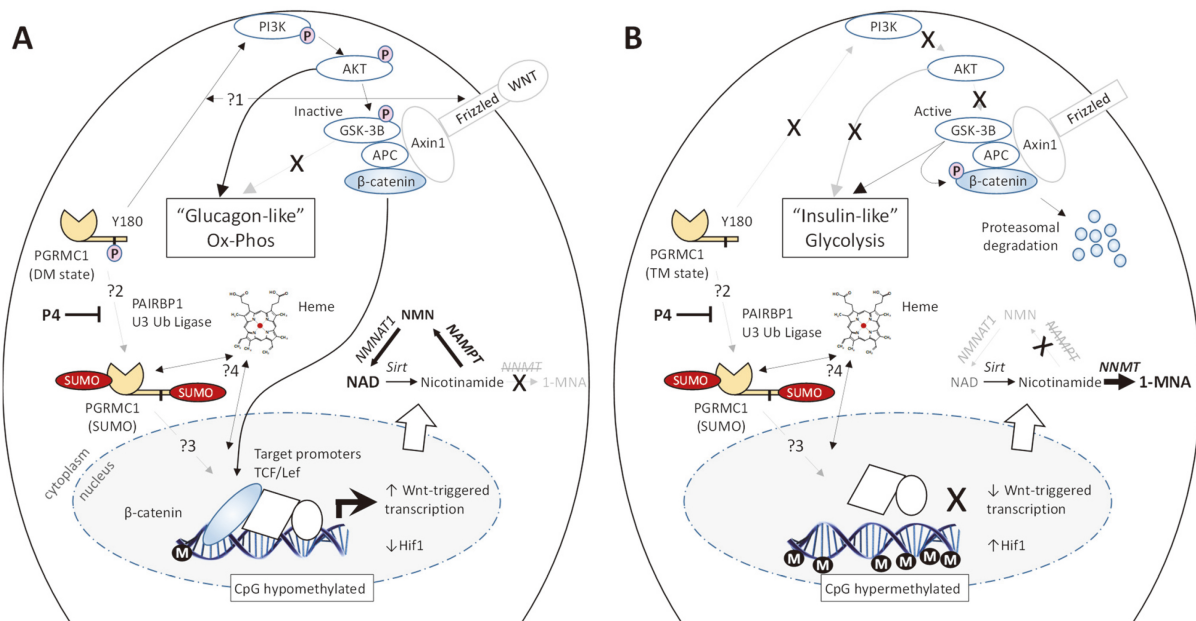 A
PI3K
P
P
AKT
?1
WNT
Frizzled
Inactive
P
GSK-3B
Axin1
X
APC
β-catenin
"Glucagon-like"
Ox-Phos
Y180
P
PGRMC1
(DM state)
?2
P4
PAIRBP1
U3 Ub Ligase
Heme
NMN
NMNAT1
NAMPT
NNMT
SUMO
SUMO
?4
NAD
Sirt
Nicotinamide
X
1-MNA
PGRMC1
(SUMO)
?3
cytoplasm
nucleus
Target promoters
TCF/Lef
β-catenin
↑ Wnt-triggered
transcription
↓Hif1
M
CpG hypomethylated
B
PI3K
X
AKT
X
Frizzled
Active
X
X
GSK-3B
Axin1
APC
P
β-catenin
"Insulin-like"
Glycolysis
Proteasomal
degradation
Y180
PGRMC1
(TM state)
?2
P4
PAIRBP1
U3 Ub Ligase
Heme
NMN
NMNAT1
NAMPT
X
NNMT
SUMO
SUMO
?4
NAD
Sirt
Nicotinamide
1-MNA
PGRMC1
(SUMO)
?3
X
↓ Wnt-triggered
transcription
↑Hif1
M
M
M
M
M
M
CpG hypermethylated